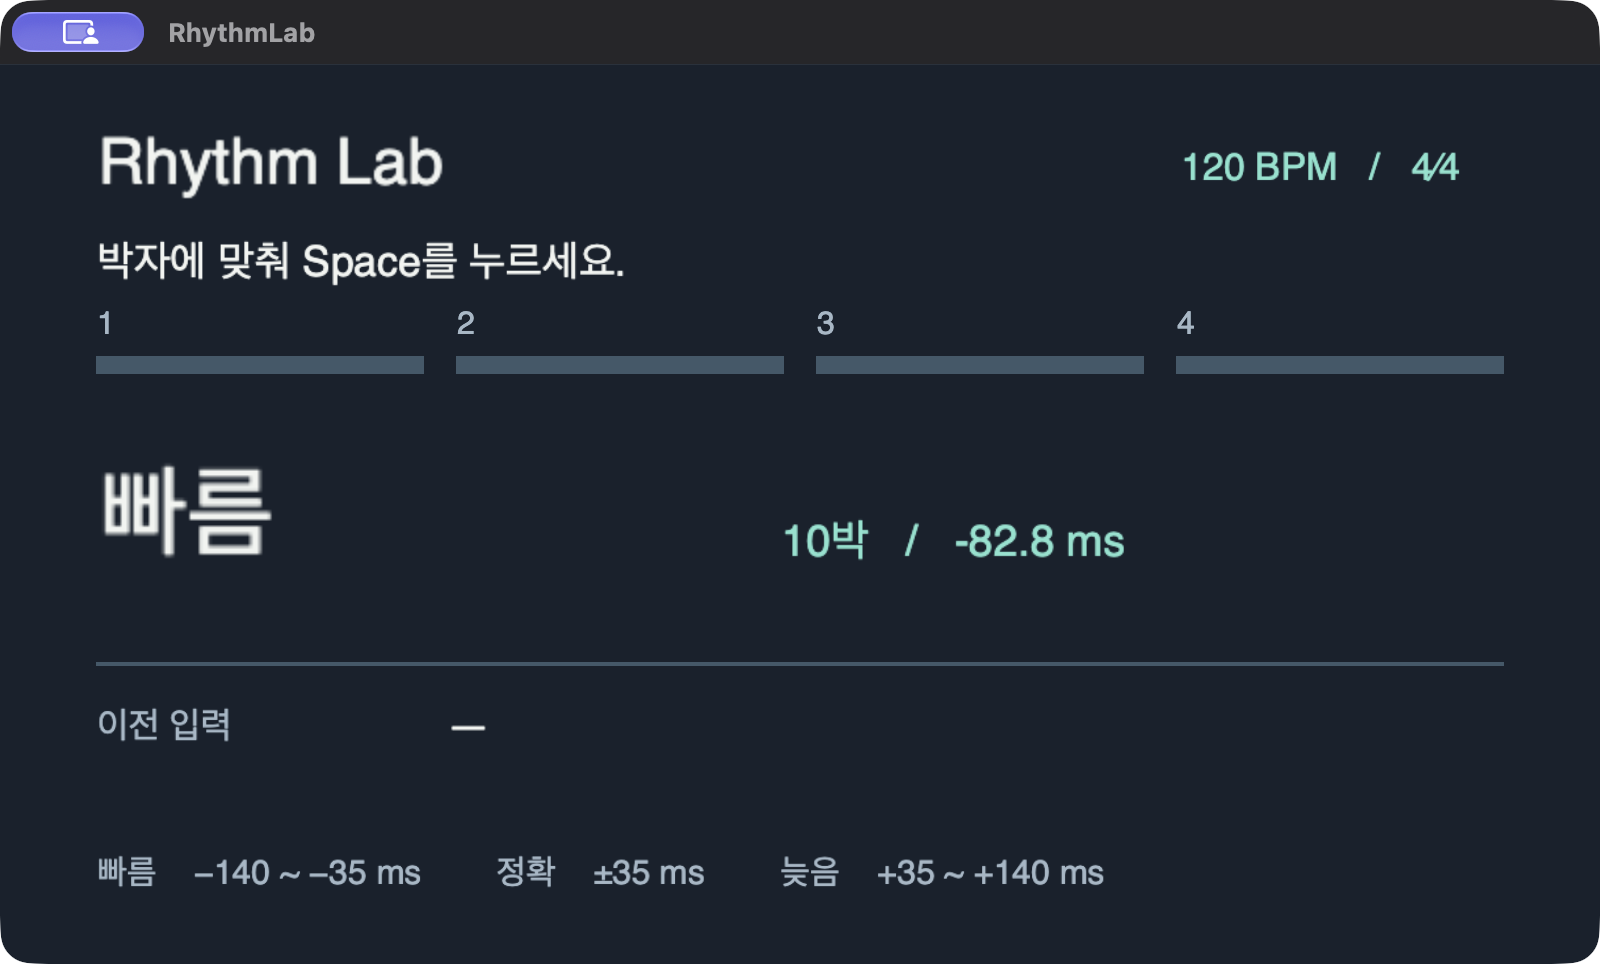 RhythmLab
Rhythm Lab
120 BPM / 4/4
박자에 맞춰 Space를 누르세요.
1 2 3 4
빠름
10박 / -82.8 ms
이전 입력 —
빠름 −140 ~ −35 ms 정확 ±35 ms 늦음 +35 ~ +140 ms